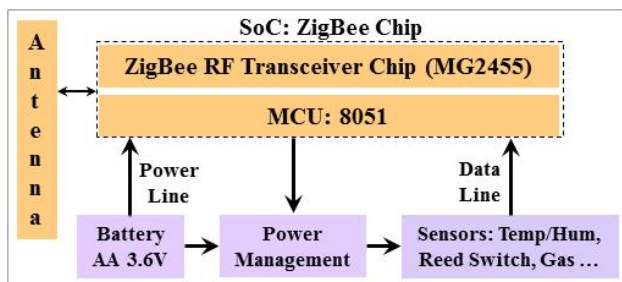 SoC: ZigBee Chip
Antenna
ZigBee RF Transceiver Chip (MG2455)
MCU: 8051
Power
Line
Data
Line
Battery
AA 3.6V
Power
Management
Sensors: Temp/Hum,
Reed Switch, Gas ...